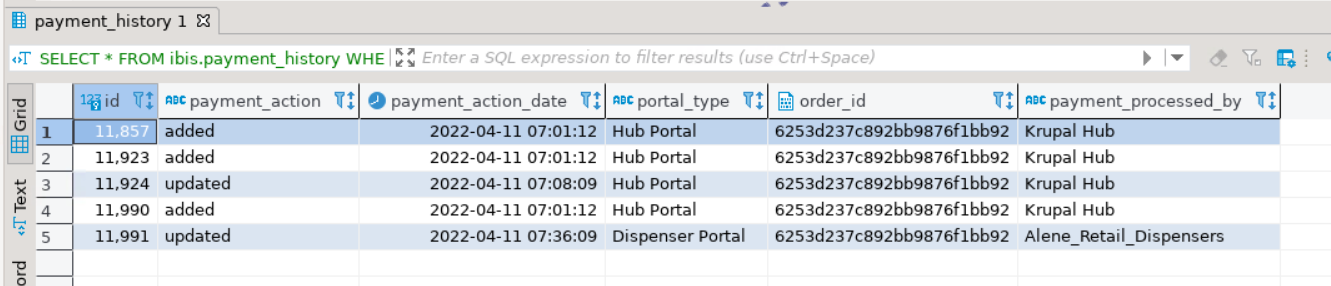 payment_history 1
SELECT * FROM ibis.payment_history WHE Enter a SQL expression to filter results (use Ctrl+Space)
Grid
Text
ord
123 id ABC payment_action payment_action_date ABC portal_type order_id ABC payment_processed_by
1 11,857 added 2022-04-11 07:01:12 Hub Portal 6253d237c892bb9876f1bb92 Krupal Hub
2 11,923 added 2022-04-11 07:01:12 Hub Portal 6253d237c892bb9876f1bb92 Krupal Hub
3 11,924 updated 2022-04-11 07:08:09 Hub Portal 6253d237c892bb9876f1bb92 Krupal Hub
4 11,990 added 2022-04-11 07:01:12 Hub Portal 6253d237c892bb9876f1bb92 Krupal Hub
5 11,991 updated 2022-04-11 07:36:09 Dispenser Portal 6253d237c892bb9876f1bb92 Alene_Retail_Dispensers